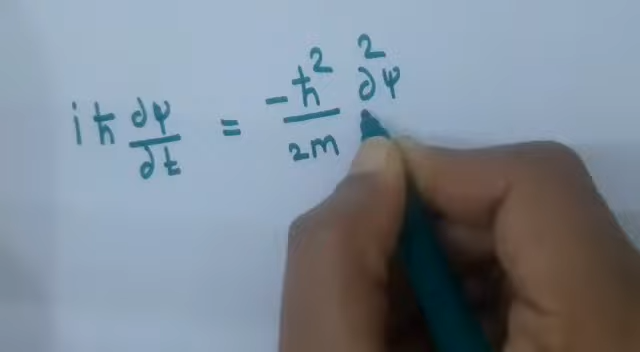 iħ ∂ψ/∂t = -ħ²/2m ∂²ψ